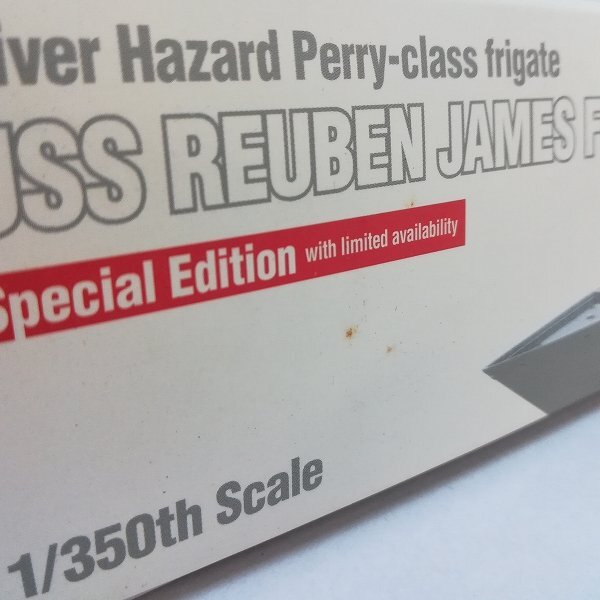 iver Hazard Perry-class frigate
USS REUBEN JAMES F
Special Edition with limited availability
1/350th Scale